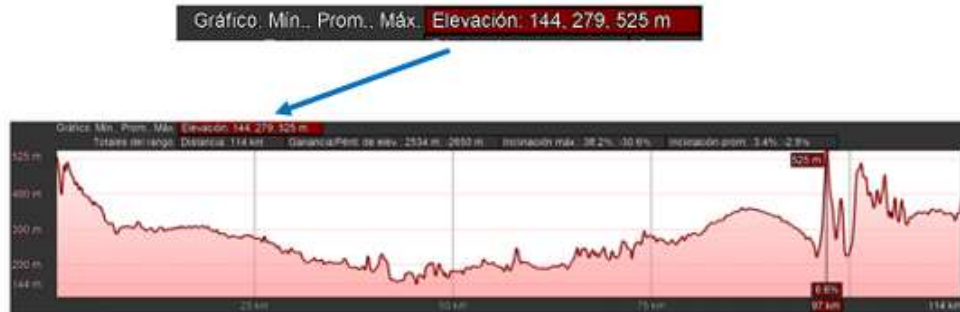 Gráfico: Mín., Prom., Máx. Elevación: 144, 279, 525 m
Gráfico: Mín., Prom., Máx. Elevación: 144, 279, 525 m
Totales del rango: Distancia: 114 km Ganancia/Pérd. de elev.: 2534 m, -2650 m Inclinación máx.: 38.2%, -30.6% Inclinación prom.: 3.4%, -2.8%
525 m
400 m
300 m
200 m
144 m
525 m
6.6%
25 km
50 km
75 km
97 km
114 km